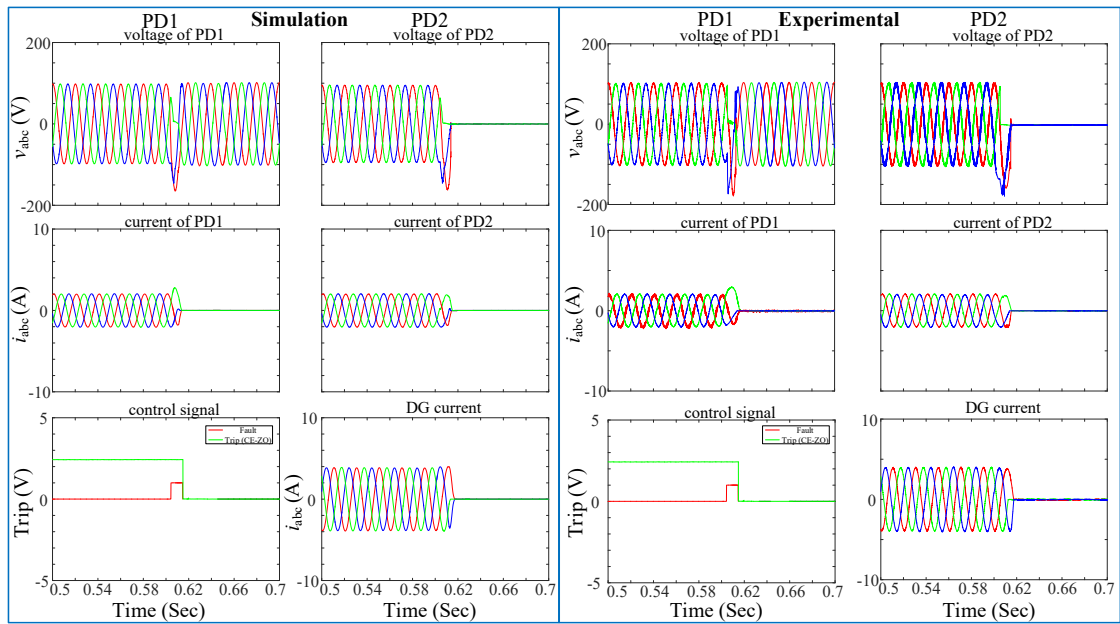 PD1 Simulation PD2
voltage of PD1 voltage of PD2
200
0
-200
vabc (V)
current of PD1 current of PD2
10
0
-10
iabc (A)
control signal DG current
5
0
-5
Trip (V)
Fault
Trip (CE-ZO)
10
0
iabc (A)
0.5 0.54 0.58 0.62 0.66 0.7
0.5 0.54 0.58 0.62 0.66 0.7
Time (Sec) Time (Sec)
PD1 Experimental PD2
voltage of PD1 voltage of PD2
200
0
-200
vabc (V)
current of PD1 current of PD2
10
0
-10
iabc (A)
control signal DG current
5
0
-5
Trip (V)
Fault
Trip (CE-ZO)
10
0
-10
0.5 0.54 0.58 0.62 0.66 0.7
0.5 0.54 0.58 0.62 0.66 0.7
Time (Sec) Time (Sec)